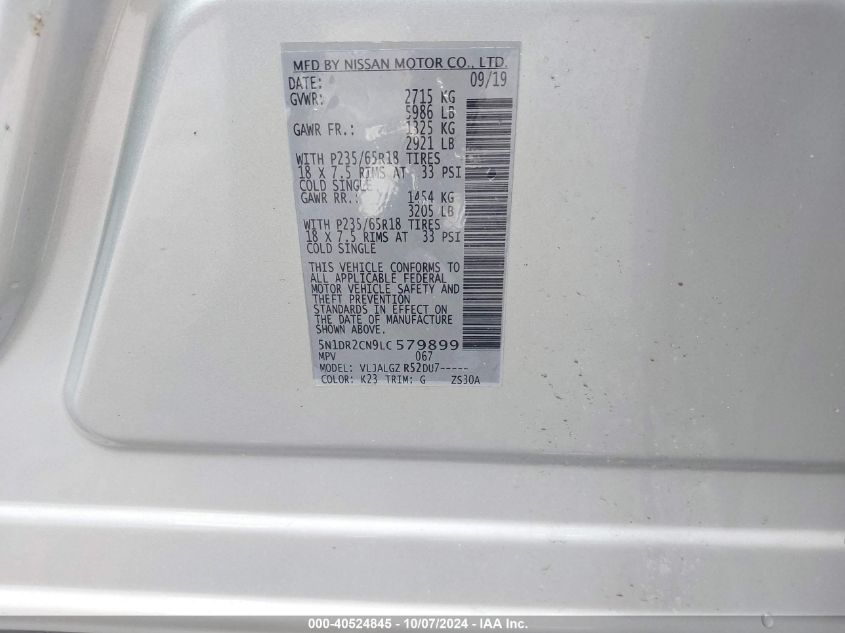 MFD BY NISSAN MOTOR CO., LTD.
DATE: 09/19
GVWR: 2715 KG
5986 LB
GAWR FR.: 1325 KG
2921 LB
WITH P235/65R18 TIRES
18 X 7.5 RIMS AT 33 PSI
COLD SINGLE
GAWR RR.: 1454 KG
3205 LB
WITH P235/65R18 TIRES
18 X 7.5 RIMS AT 33 PSI
COLD SINGLE
THIS VEHICLE CONFORMS TO
ALL APPLICABLE FEDERAL
MOTOR VEHICLE SAFETY AND
THEFT PREVENTION
STANDARDS IN EFFECT ON
THE DATE OF MANUFACTURE
SHOWN ABOVE.
5N1DR2CN9LC579899
MPV 067
MODEL: VLJALGZ R52DU7-----
COLOR: K23 TRIM: G ZS30A
000-40524845 - 10/07/2024 - IAA Inc.